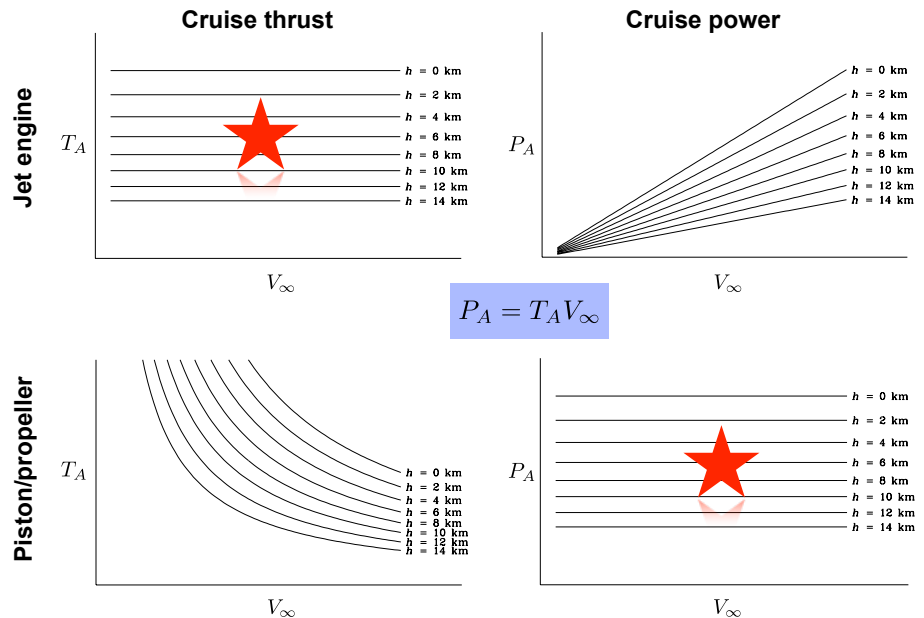 Cruise thrust
Cruise power
Jet engine
T_A
h = 0 km
h = 2 km
h = 4 km
h = 6 km
h = 8 km
h = 10 km
h = 12 km
h = 14 km
V_∞
P_A
h = 0 km
h = 2 km
h = 4 km
h = 6 km
h = 8 km
h = 10 km
h = 12 km
h = 14 km
V_∞
P_A = T_A V_∞
Piston/propeller
T_A
h = 0 km
h = 2 km
h = 4 km
h = 6 km
h = 8 km
h = 10 km
h = 12 km
h = 14 km
V_∞
P_A
h = 0 km
h = 2 km
h = 4 km
h = 6 km
h = 8 km
h = 10 km
h = 12 km
h = 14 km
V_∞